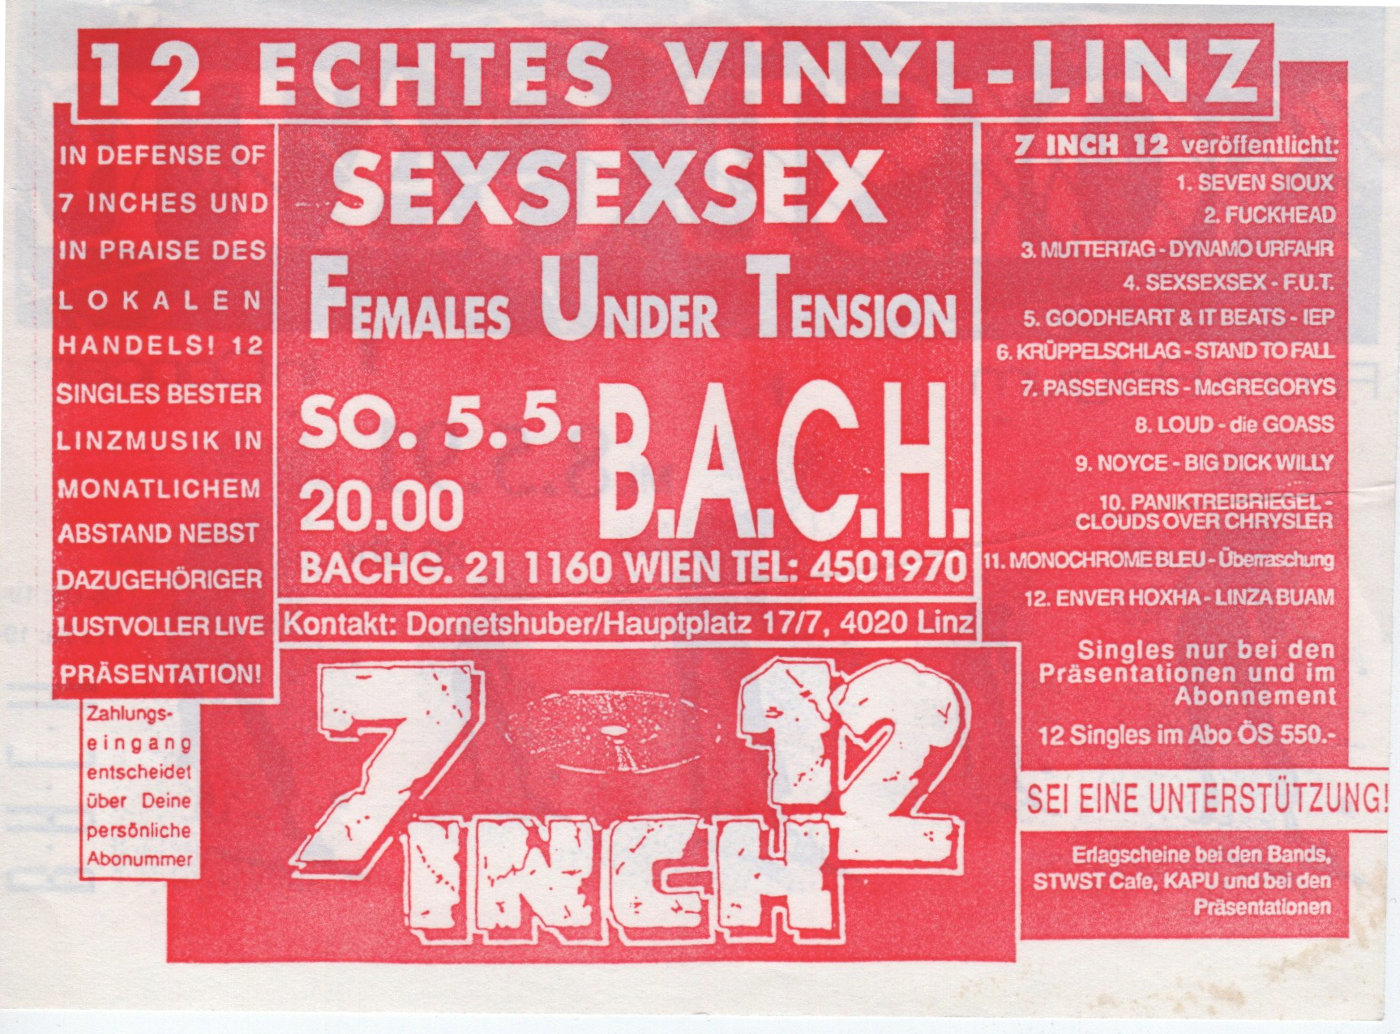 12 ECHTES VINYL-LINZ
IN DEFENSE OF
7 INCHES UND
IN PRAISE DES
LOKALEN
HANDELS! 12
SINGLES BESTER
LINZMUSIK IN
MONATLICHEM
ABSTAND NEBST
DAZUGEHÖRIGER
LUSTVOLLER LIVE
PRÄSENTATION!
Zahlungs-
eingang
entscheidet
über Deine
persönliche
Abonummer
SEXSEXSEX
FEMALES UNDER TENSION
SO. 5.5.
20.00
B.A.C.H.
BACHG. 21 1160 WIEN TEL: 4501970
Kontakt: Dornetshuber/Hauptplatz 17/7, 4020 Linz
7 INCH 12
7 INCH 12 veröffentlicht:
1. SEVEN SIOUX
2. FUCKHEAD
3. MUTTERTAG - DYNAMO URFAHR
4. SEXSEXSEX - F.U.T.
5. GOODHEART & IT BEATS - IEP
6. KRÜPPELSCHLAG - STAND TO FALL
7. PASSENGERS - McGREGORYS
8. LOUD - die GOASS
9. NOYCE - BIG DICK WILLY
10. PANIKTREIBRIEGEL -
CLOUDS OVER CHRYSLER
11. MONOCHROME BLEU - Überraschung
12. ENVER HOXHA - LINZA BUAM
Singles nur bei den
Präsentationen und im
Abonnement
12 Singles im Abo ÖS 550.-
SEI EINE UNTERSTÜTZUNG!
Erlagscheine bei den Bands,
STWST Cafe, KAPU und bei den
Präsentationen